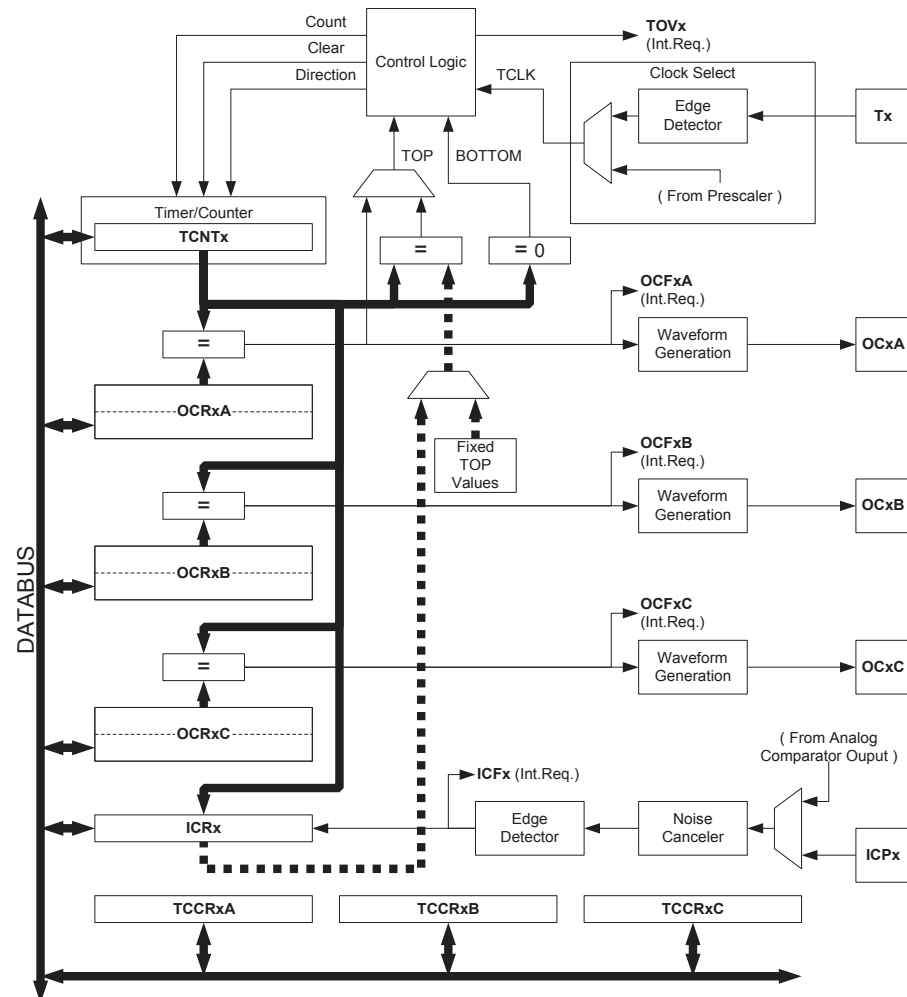 Count
Clear
Direction
Control Logic
TOVx
(Int.Req.)
Clock Select
TCLK
Edge
Detector
Tx
( From Prescaler )
TOP
BOTTOM
Timer/Counter
TCNTx
=
= 0
OCFxA
(Int.Req.)
=
Waveform
Generation
OCxA
OCRxA
Fixed
TOP
Values
OCFxB
(Int.Req.)
=
Waveform
Generation
OCxB
OCRxB
DATABUS
OCFxC
(Int.Req.)
=
Waveform
Generation
OCxC
OCRxC
( From Analog
Comparator Ouput )
ICFx (Int.Req.)
ICRx
Edge
Detector
Noise
Canceler
ICPx
TCCRxA
TCCRxB
TCCRxC